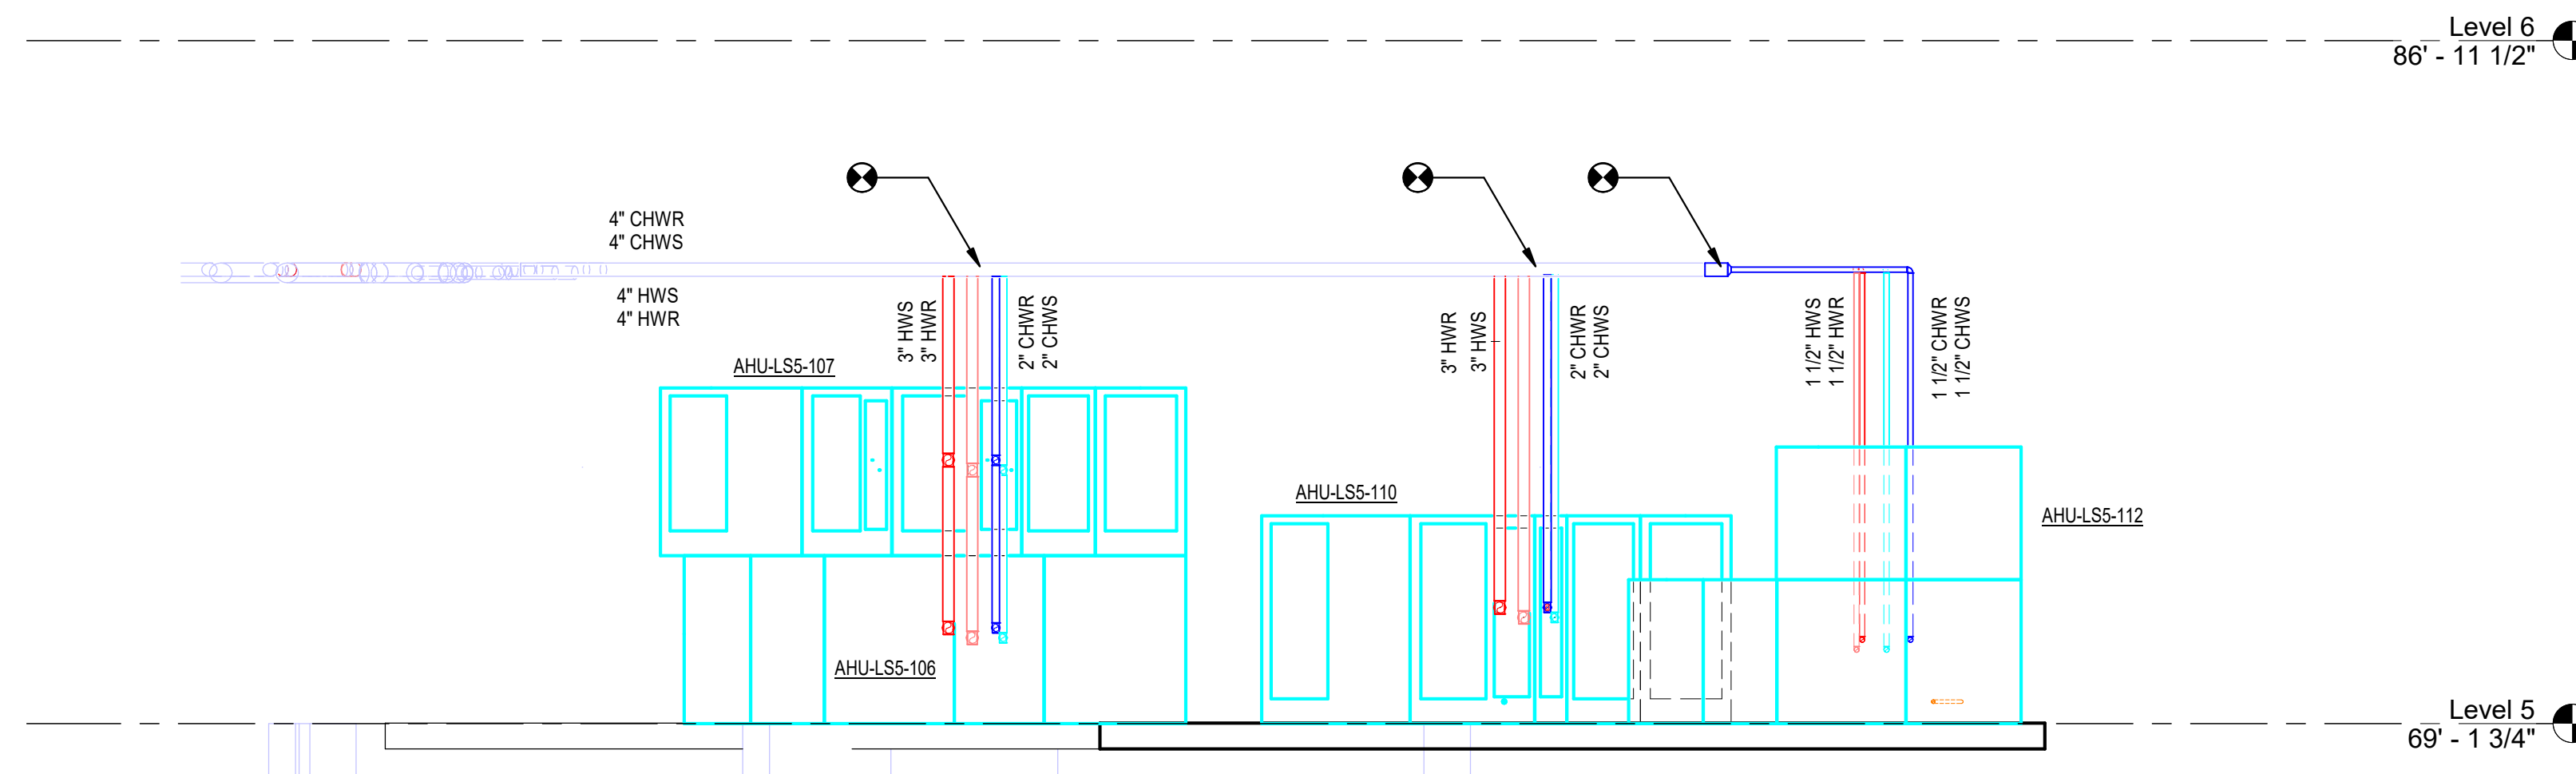 Level 6
86' - 11 1/2"
4" CHWR
4" CHWS
4" HWS
4" HWR
3" HWS
3" HWR
2" CHWR
2" CHWS
3" HWR
3" HWS
2" CHWR
2" CHWS
1 1/2" HWS
1 1/2" HWR
1 1/2" CHWR
1 1/2" CHWS
AHU-LS5-107
AHU-LS5-110
AHU-LS5-112
AHU-LS5-106
Level 5
69' - 1 3/4"